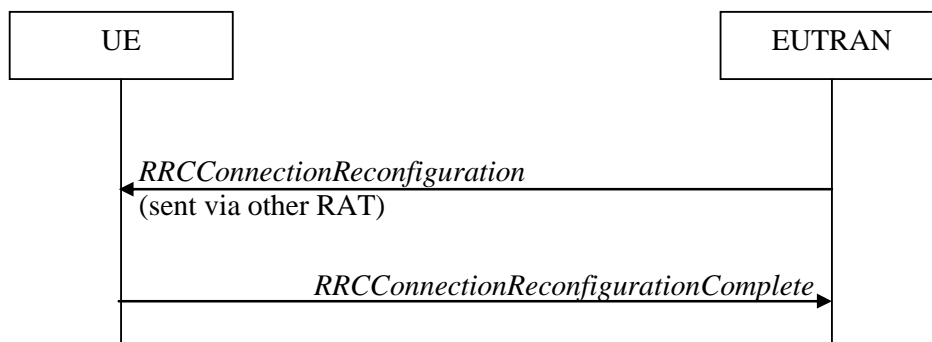 UE
EUTRAN
RRCConnectionReconfiguration
(sent via other RAT)
RRCConnectionReconfigurationComplete